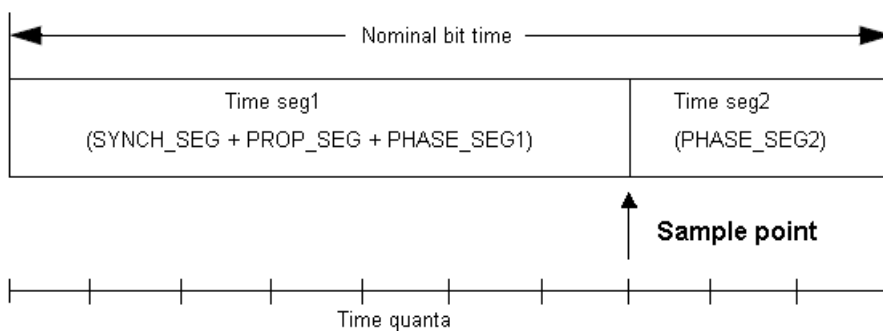 Nominal bit time
Time seg1
(SYNCH_SEG + PROP_SEG + PHASE_SEG1)
Time seg2
(PHASE_SEG2)
Sample point
Time quanta